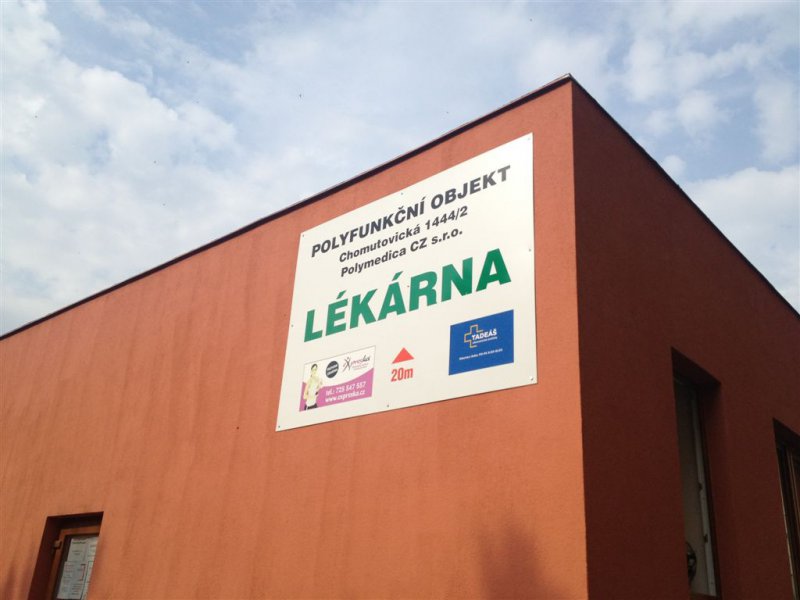 POLYFUNKČNÍ OBJEKT
Chomutovická 1444/2
Polymedica CZ s.r.o.
LÉKÁRNA
tel.: 725 547 557
www.expreska.cz
20m
TADEÁŠ